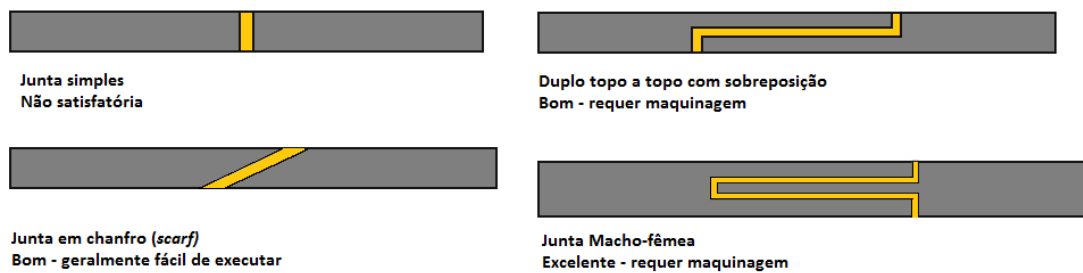 Junta simples
Não satisfatória
Duplo topo a topo com sobreposição
Bom - requer maquinagem
Junta em chanfro (scarf)
Bom - geralmente fácil de executar
Junta Macho-fêmea
Excelente - requer maquinagem